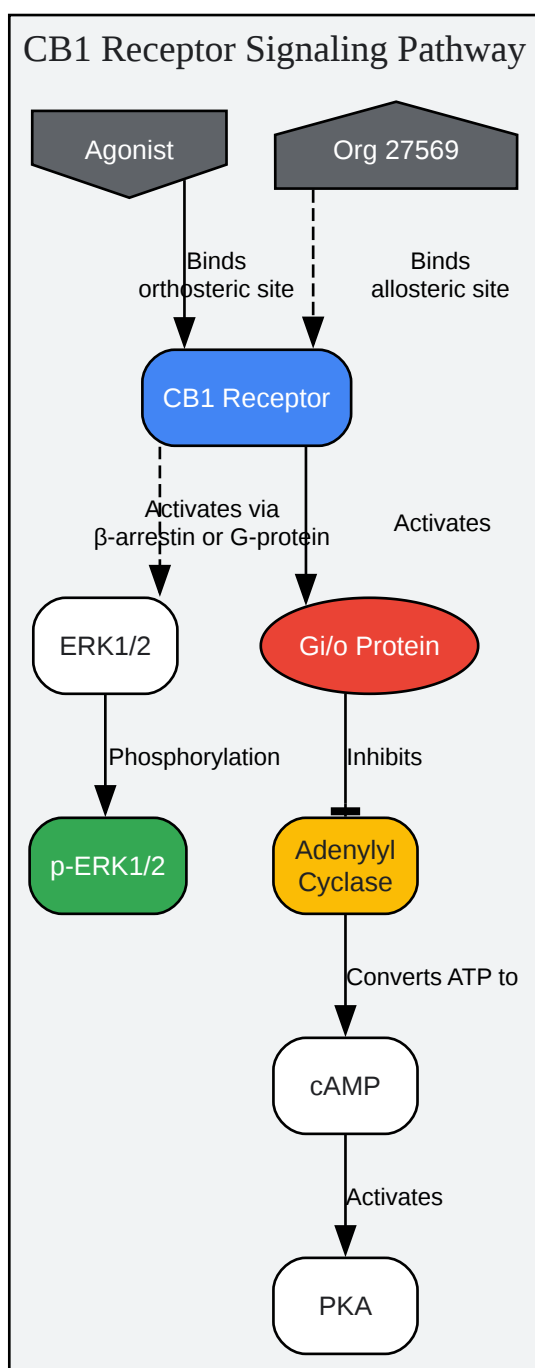 CB1 Receptor Signaling Pathway
Agonist
Org 27569
Binds
orthosteric site
Binds
allosteric site
CB1 Receptor
Activates via
β-arrestin or G-protein
Activates
ERK1/2
Gi/o Protein
Phosphorylation
Inhibits
p-ERK1/2
Adenylyl
Cyclase
Converts ATP to
cAMP
Activates
PKA